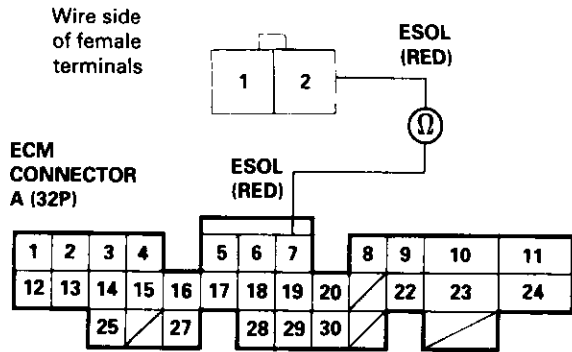 Wire side
of female
terminals
ESOL
(RED)
1 2
Ω
ECM
CONNECTOR
A (32P)
ESOL
(RED)
1 2 3 4 5 6 7 8 9 10 11
12 13 14 15 16 17 18 19 20 22 23 24
25 27 28 29 30